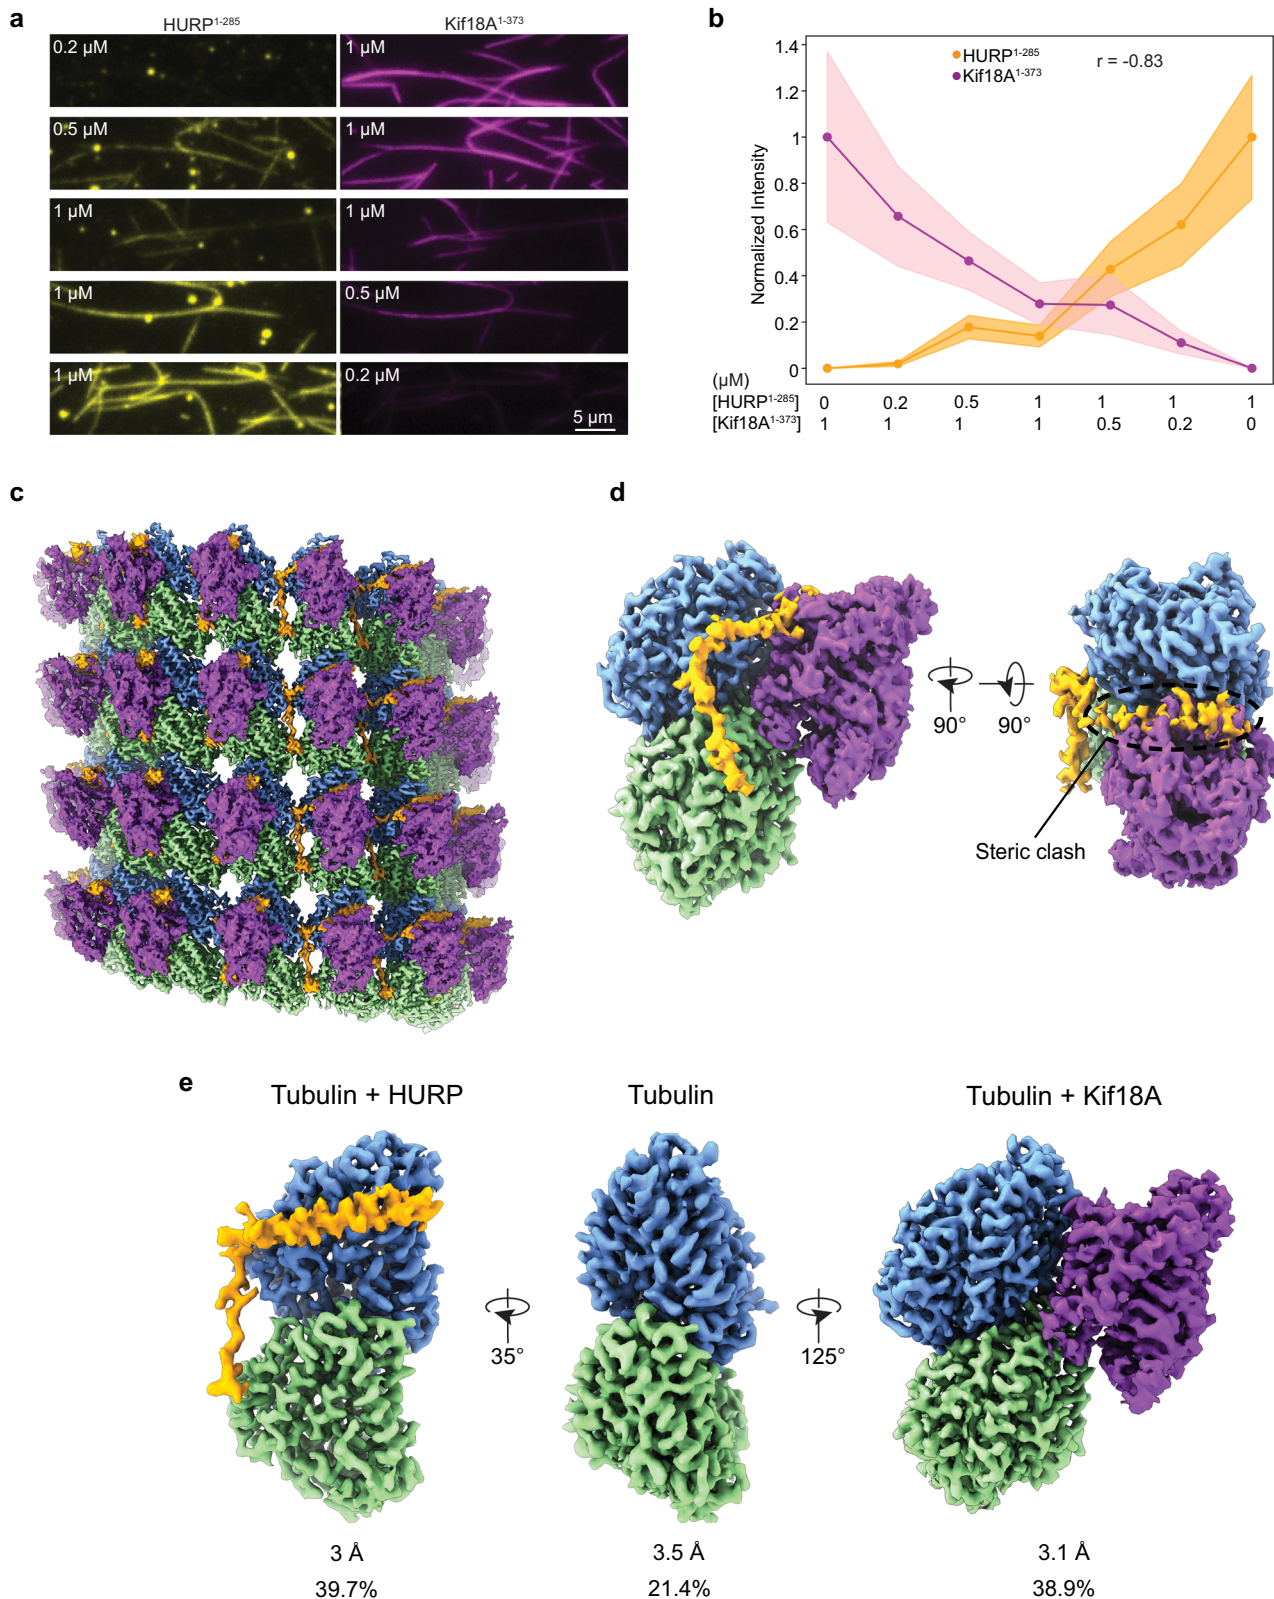 a
HURP1-285 Kif18A1-373
0.2 µM 1 µM
0.5 µM 1 µM
1 µM 1 µM
1 µM 0.5 µM
1 µM 0.2 µM
5 µm
b
HURP1-285
Kif18A1-373
r = -0.83
Normalized Intensity
1.4
1.2
1
0.8
0.6
0.4
0.2
0
(µM)
[HURP1-285] 0 0.2 0.5 1 1 1 1
[Kif18A1-373] 1 1 1 1 0.5 0.2 0
c
d
90° 90°
Steric clash
e
Tubulin + HURP Tubulin Tubulin + Kif18A
35° 125°
3 Å 3.5 Å 3.1 Å
39.7% 21.4% 38.9%